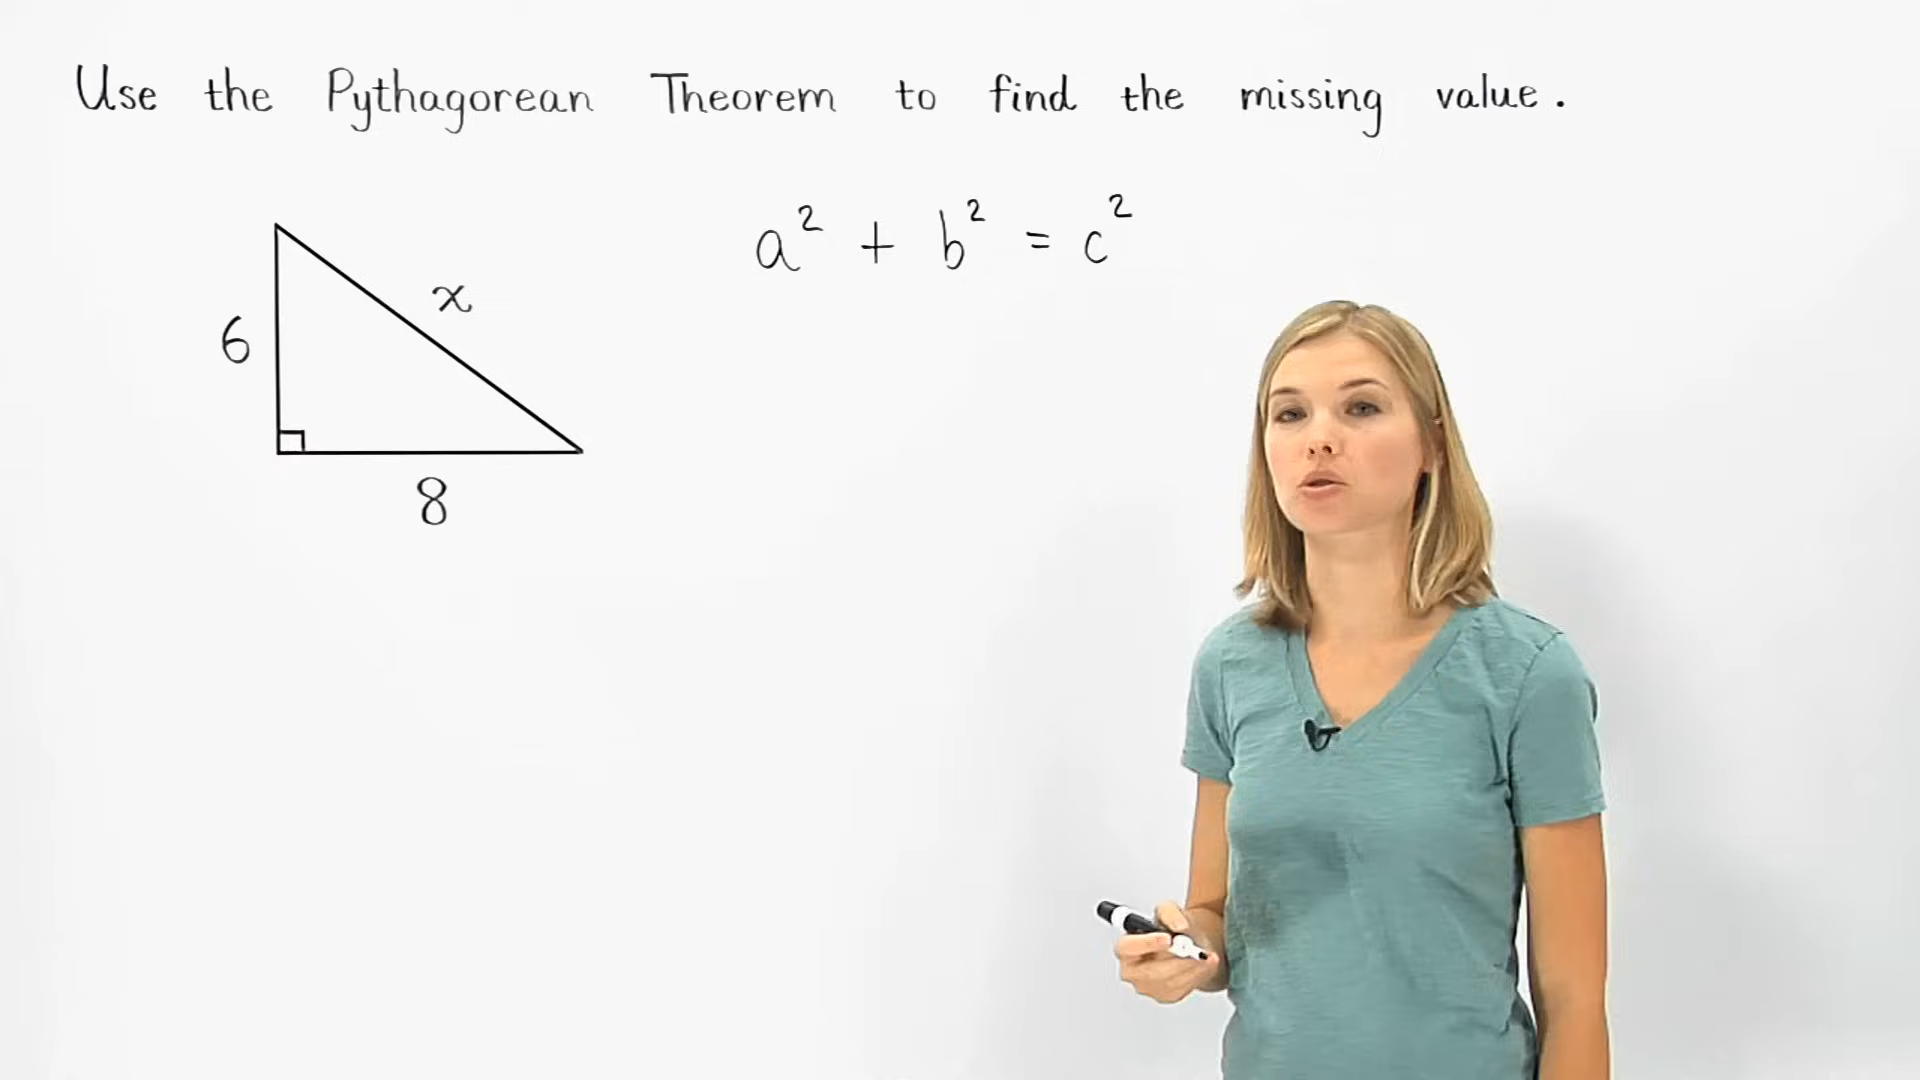 Use the Pythagorean Theorem to find the missing value.
a² + b² = c²
x
6
8